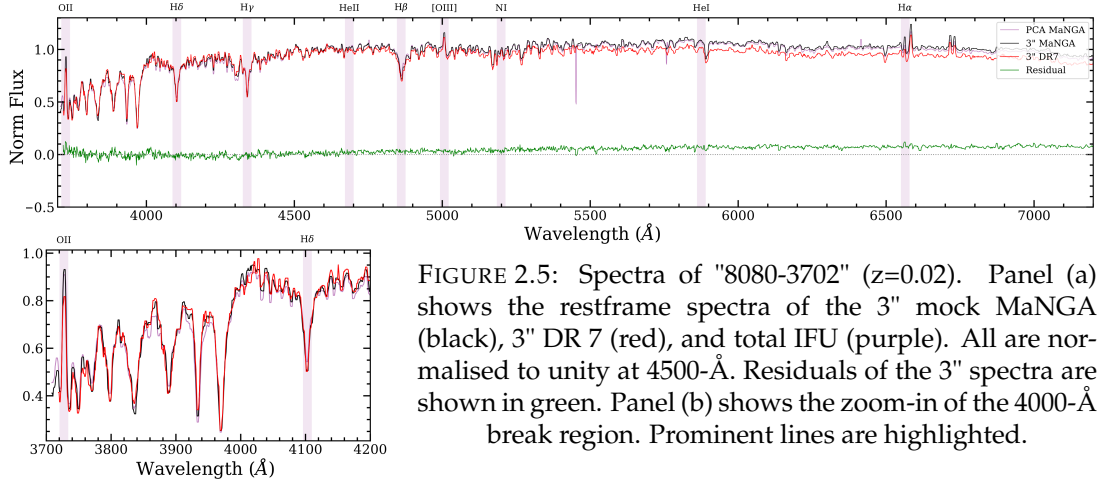 OII Hδ Hγ HeII Hβ [OIII] NI HeI Hα
PCA MaNGA
3" MaNGA
3" DR7
Residual
Norm Flux
1.0
0.5
0.0
−0.5
4000 4500 5000 5500 6000 6500 7000
Wavelength (Å)
OII Hδ
1.0
0.8
0.6
0.4
3700 3800 3900 4000 4100 4200
Wavelength (Å)
FIGURE 2.5: Spectra of "8080-3702" (z=0.02). Panel (a)
shows the restframe spectra of the 3" mock MaNGA
(black), 3" DR 7 (red), and total IFU (purple). All are nor-
malised to unity at 4500-Å. Residuals of the 3" spectra are
shown in green. Panel (b) shows the zoom-in of the 4000-Å
break region. Prominent lines are highlighted.